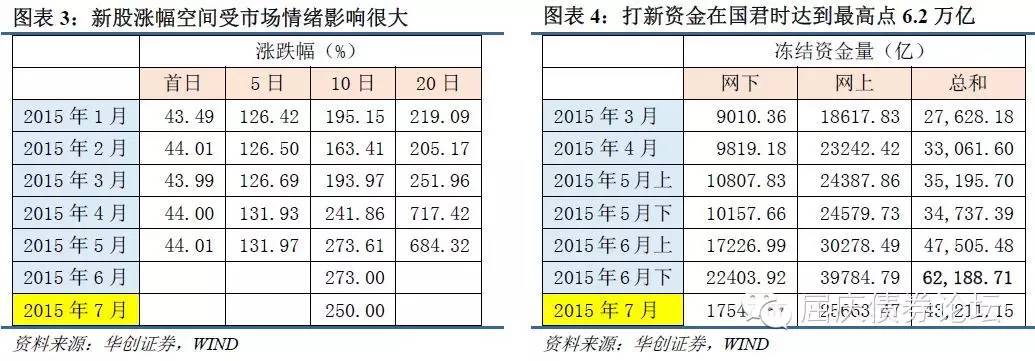 图表 3：新股涨幅空间受市场情绪影响很大
涨跌幅（%）
首日 5 日 10 日 20 日
2015 年 1 月 43.49 126.42 195.15 219.09
2015 年 2 月 44.01 126.50 163.41 205.17
2015 年 3 月 43.99 126.69 193.97 251.96
2015 年 4 月 44.00 131.93 241.86 717.42
2015 年 5 月 44.01 131.97 273.61 684.32
2015 年 6 月 273.00
2015 年 7 月 250.00
资料来源：华创证券，WIND
图表 4：打新资金在国君时达到最高点 6.2 万亿
冻结资金量（亿）
网下 网上 总和
2015 年 3 月 9010.36 18617.83 27,628.18
2015 年 4 月 9819.18 23242.42 33,061.60
2015 年 5 月上 10807.83 24387.86 35,195.70
2015 年 5 月下 10157.66 24579.73 34,737.39
2015 年 6 月上 17226.99 30278.49 47,505.48
2015 年 6 月下 22403.92 39784.79 62,188.71
2015 年 7 月 25663.47 43,211.15
屈庆债券论坛
资料来源：华创证券，WIND